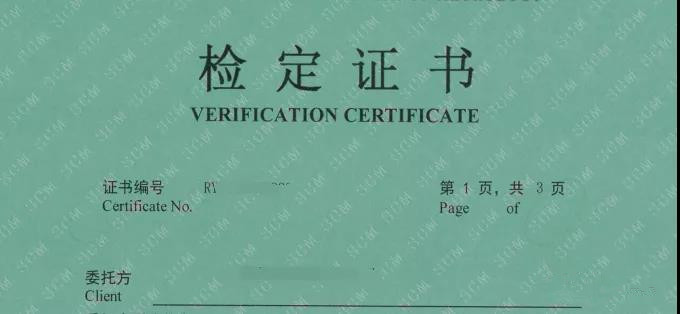 检定证书
VERIFICATION CERTIFICATE
证书编号 第 1 页，共 3 页
Certificate No. Page of
委托方
Client